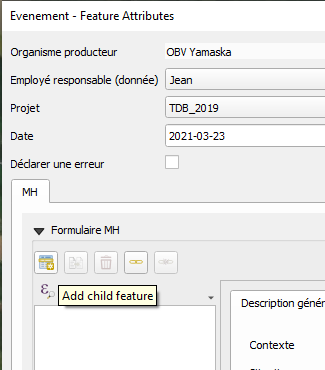 Evenement - Feature Attributes
Organisme producteur OBV Yamaska
Employé responsable (donnée) Jean
Projet TDB_2019
Date 2021-03-23
Déclarer une erreur
MH
Formulaire MH
ε
Add child feature
Description génér
Contexte